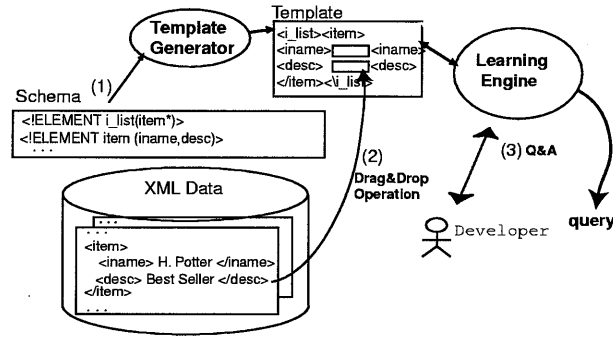 Template
Generator
Template
<i_list><item>
<iname> <iname>
<desc> <desc>
</item><\i_list>
Learning
Engine
(1)
Schema
<!ELEMENT i_list(item*)>
<!ELEMENT item (iname,desc)>
...
(2)
Drag&Drop
Operation
(3) Q&A
Developer
query
XML Data
...
...
<item>
<iname> H. Potter </iname>
<desc> Best Seller </desc>
</item>
...